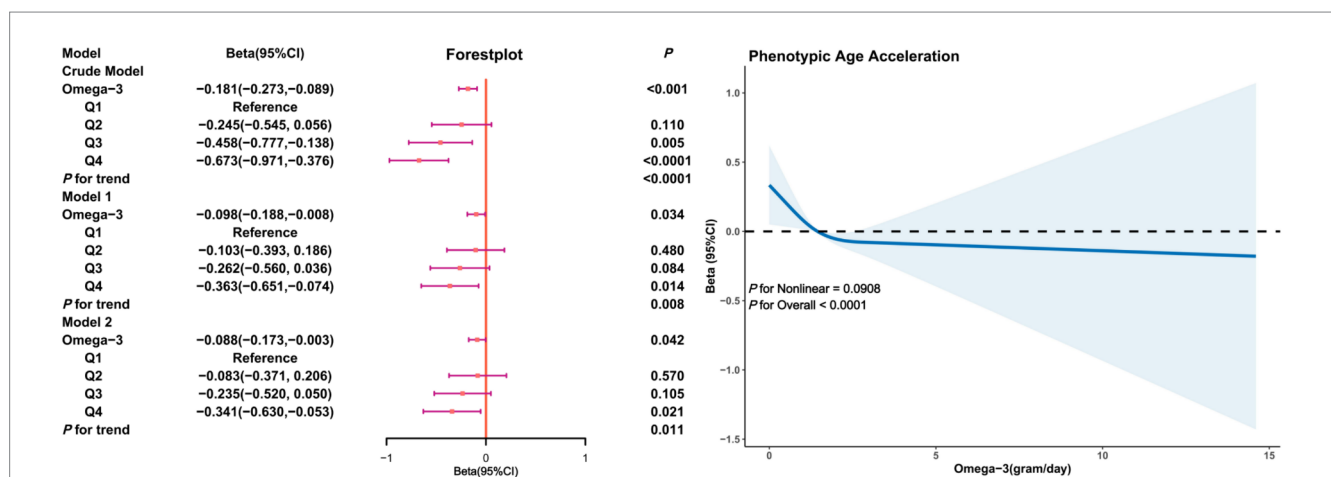 Model Beta(95%CI) Forestplot P
Crude Model
Omega−3 −0.181(−0.273,−0.089) <0.001
Q1 Reference
Q2 −0.245(−0.545, 0.056) 0.110
Q3 −0.458(−0.777,−0.138) 0.005
Q4 −0.673(−0.971,−0.376) <0.0001
P for trend <0.0001
Model 1
Omega−3 −0.098(−0.188,−0.008) 0.034
Q1 Reference
Q2 −0.103(−0.393, 0.186) 0.480
Q3 −0.262(−0.560, 0.036) 0.084
Q4 −0.363(−0.651,−0.074) 0.014
P for trend 0.008
Model 2
Omega−3 −0.088(−0.173,−0.003) 0.042
Q1 Reference
Q2 −0.083(−0.371, 0.206) 0.570
Q3 −0.235(−0.520, 0.050) 0.105
Q4 −0.341(−0.630,−0.053) 0.021
P for trend 0.011
−1 0 1
Beta(95%CI)
Phenotypic Age Acceleration
1.0
0.5
0.0
−0.5
−1.0
−1.5
Beta (95%CI)
P for Nonlinear = 0.0908
P for Overall < 0.0001
0 5 10 15
Omega−3(gram/day)